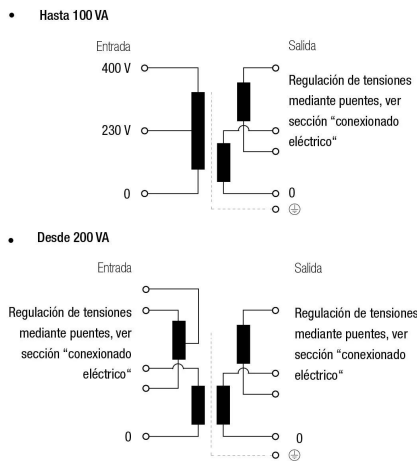 • Hasta 100 VA
Entrada
Salida
400 V
230 V
0
Regulación de tensiones
mediante puentes, ver
sección “conexionado
eléctrico“
0
• Desde 200 VA
Entrada
Salida
Regulación de tensiones
mediante puentes, ver
sección “conexionado
eléctrico“
0
Regulación de tensiones
mediante puentes, ver
sección “conexionado
eléctrico“
0